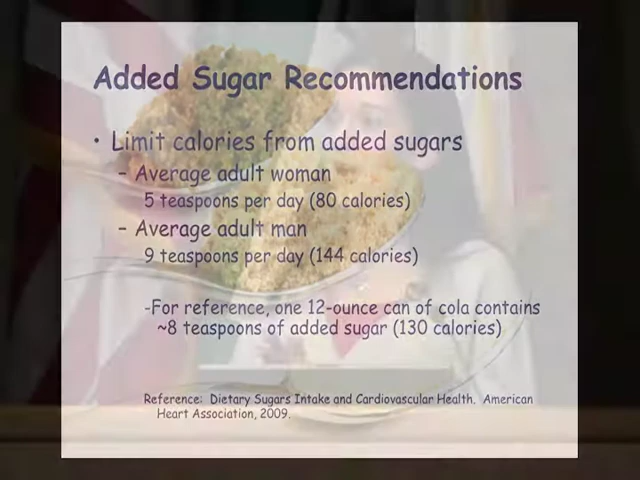 Added Sugar Recommendations
• Limit calories from added sugars
– Average adult woman
5 teaspoons per day (80 calories)
– Average adult man
9 teaspoons per day (144 calories)
-For reference, one 12-ounce can of cola contains
~8 teaspoons of added sugar (130 calories)
Reference: Dietary Sugars Intake and Cardiovascular Health. American
Heart Association, 2009.